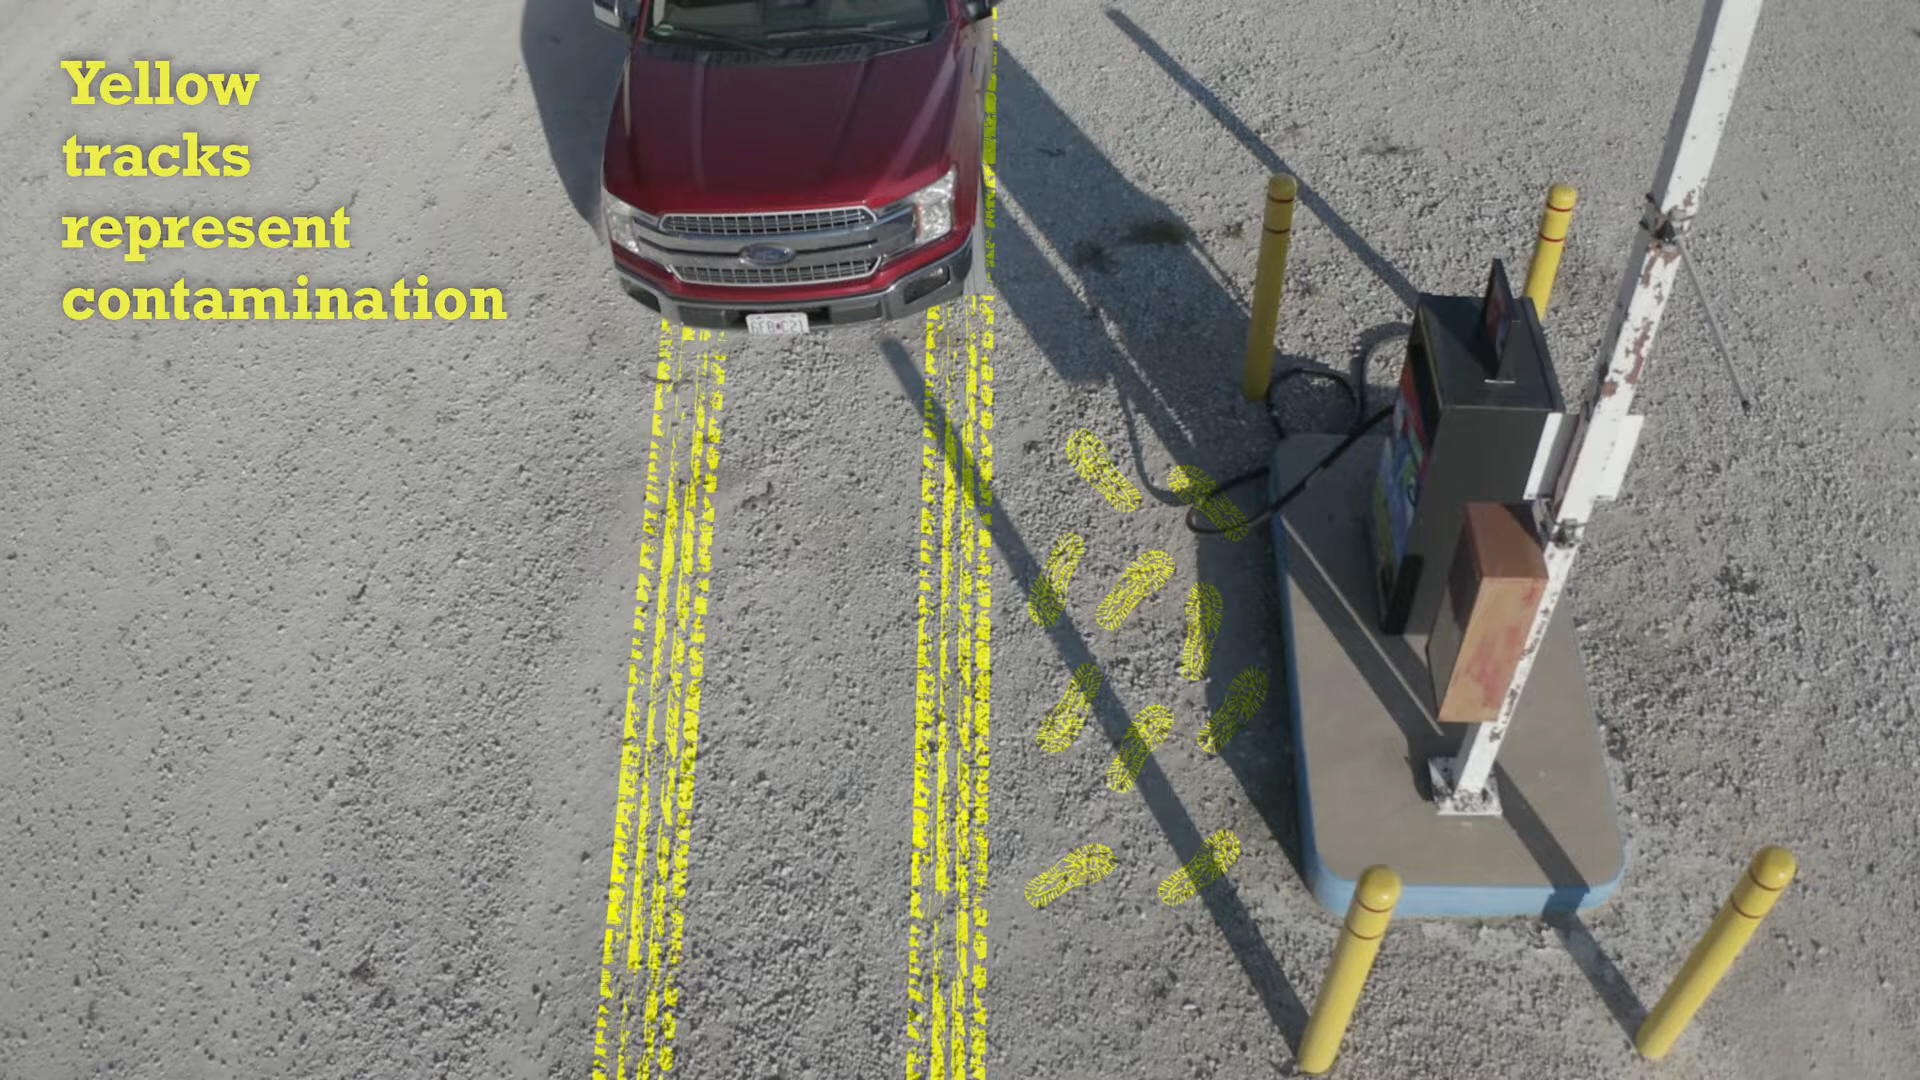 Yellow
tracks
represent
contamination